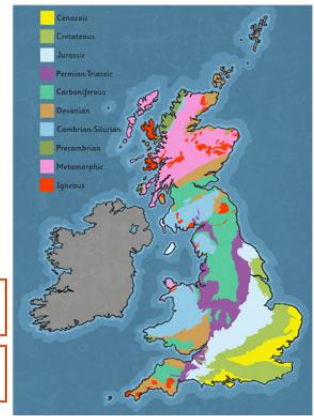 Cenozoic
Cretaceous
Jurassic
Permian-Triassic
Carboniferous
Devonian
Cambrian-Silurian
Precambrian
Metamorphic
Igneous